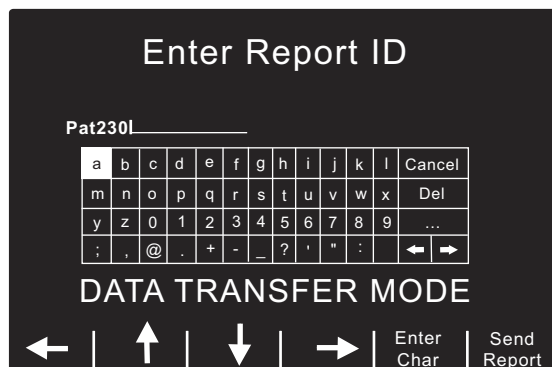 Enter Report ID
Pat230
a b c d e f g h i j k l Cancel
m n o p q r s t u v w x Del
y z 0 1 2 3 4 5 6 7 8 9 ...
; , @ . + - _ ? ' " : ← →
DATA TRANSFER MODE
← ↑ ↓ → Enter Char Send Report